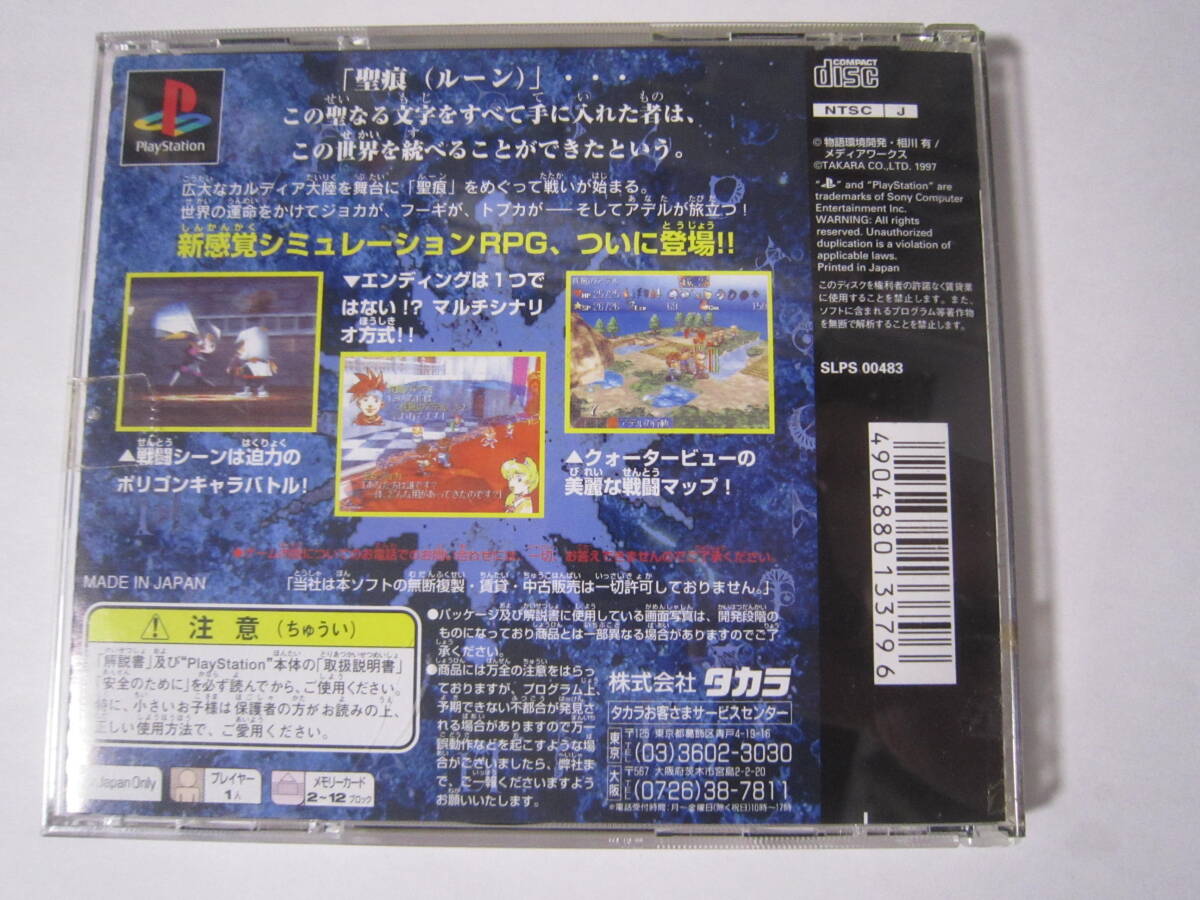 PlayStation
「聖痕（ルーン）」・・・
この聖なる文字をすべて手に入れた者は、
この世界を統べることができたという。
広大なカルディア大陸を舞台に「聖痕」をめぐって戦いが始まる。
世界の運命をかけてジョカが、フーギが、トプカが──そしてアデルが旅立つ！
新感覚シミュレーションRPG、ついに登場!!
▼エンディングは1つで
はない!? マルチシナリ
オ方式!!
▲戦闘シーンは迫力の
ポリゴンキャラバトル！
▲クォータービューの
美麗な戦闘マップ！
アデルの行動
MADE IN JAPAN
「当社は本ソフトの無断複製・賃貸・中古販売は一切許可しておりません。」
注意（ちゅうい）
「解説書」及び"PlayStation"本体の「取扱説明書」
「安全のために」を必ず読んでから、ご使用ください。
特に、小さいお子様は保護者の方がお読みの上、
正しい使用方法で、ご愛用ください。
Japan Only
プレイヤー
1人
メモリーカード
2〜12ブロック
●パッケージ及び解説書に使用している画面写真は、開発段階の
ものになっており商品とは一部異なる場合がありますのでご了
承ください。
●商品には万全の注意をはらっ
ておりますが、プログラム上、
予期できない不都合が発見さ
れる場合がありますので万一
誤動作などを起こすような場
合がございましたら、弊社ま
で、ご一報くださいますよう
お願いいたします。
株式会社 タカラ
タカラお客さまサービスセンター
東京
〒125 東京都葛飾区青戸4-19-16
TEL (03)3602-3030
大阪
〒567 大阪府茨木市宮島2-2-20
TEL (0726)38-7811
*電話受付時間:月〜金曜日(無く祝日)10時〜17時
COMPACT
disc
NTSC J
© 物語環境開発・相川 有/
メディアワークス
©TAKARA CO.,LTD. 1997
"PS" and "PlayStation" are
trademarks of Sony Computer
Entertainment Inc.
WARNING: All rights
reserved. Unauthorized
duplication is a violation of
applicable laws.
Printed in Japan
このディスクを権利者の許諾なく賃貸業
に使用することを禁止します。また、
ソフトに含まれるプログラム等著作物
を無断で解析することを禁止します。
SLPS 00483
4904880133796